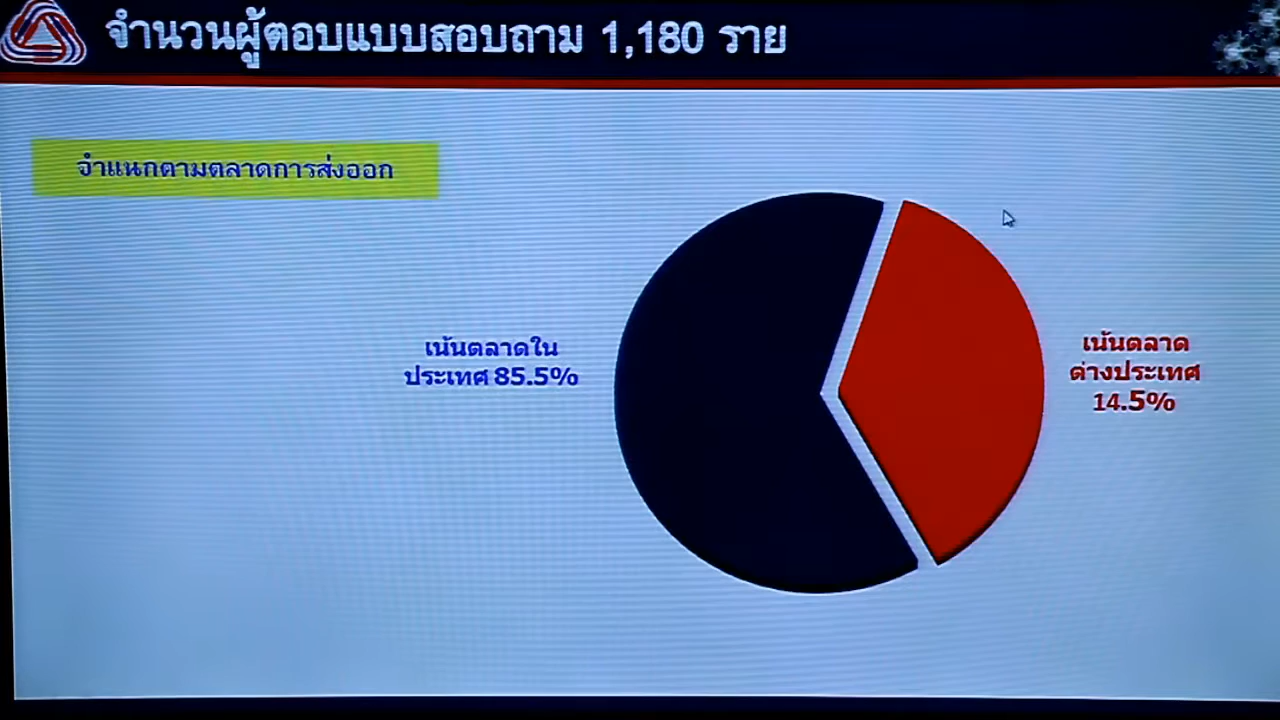 จำนวนผู้ตอบแบบสอบถาม 1,180 ราย
จำแนกตามตลาดการส่งออก
เน้นตลาดใน
ประเทศ 85.5%
เน้นตลาด
ต่างประเทศ
14.5%